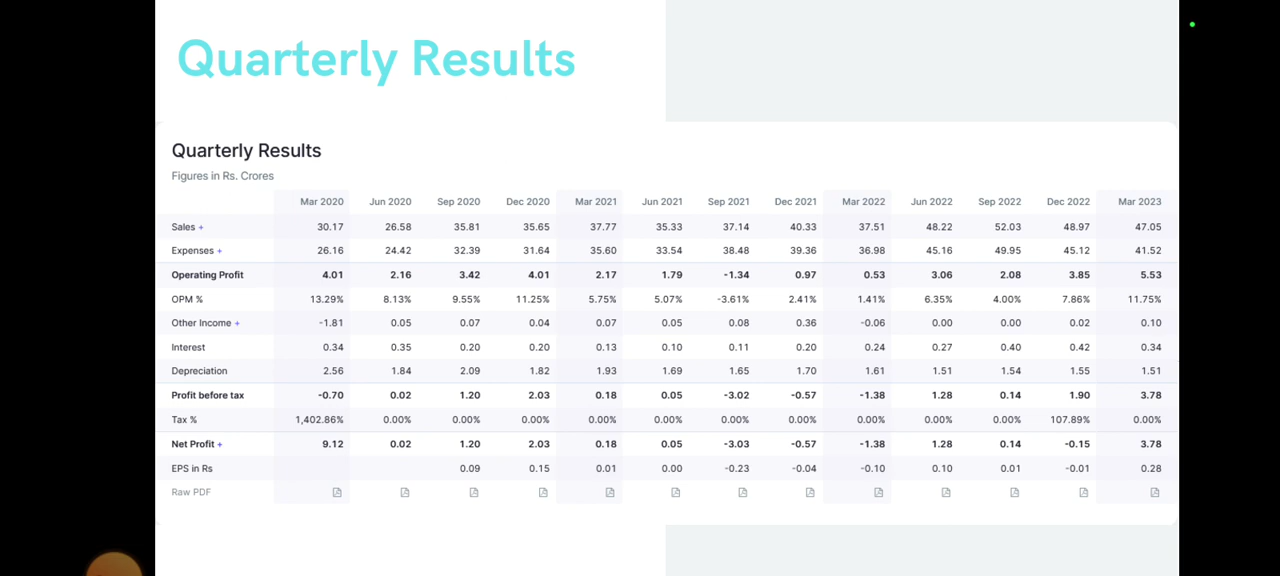 Quarterly Results
Quarterly Results
Figures in Rs. Crores
Mar 2020 Jun 2020 Sep 2020 Dec 2020 Mar 2021 Jun 2021 Sep 2021 Dec 2021 Mar 2022 Jun 2022 Sep 2022 Dec 2022 Mar 2023
Sales + 30.17 26.58 35.81 35.65 37.77 35.33 37.14 40.33 37.51 48.22 52.03 48.97 47.05
Expenses + 26.16 24.42 32.39 31.64 35.60 33.54 38.48 39.36 36.98 45.16 49.95 45.12 41.52
Operating Profit 4.01 2.16 3.42 4.01 2.17 1.79 -1.34 0.97 0.53 3.06 2.08 3.85 5.53
OPM % 13.29% 8.13% 9.55% 11.25% 5.75% 5.07% -3.61% 2.41% 1.41% 6.35% 4.00% 7.86% 11.75%
Other Income + -1.81 0.05 0.07 0.04 0.07 0.05 0.08 0.36 -0.06 0.00 0.00 0.02 0.10
Interest 0.34 0.35 0.20 0.20 0.13 0.10 0.11 0.20 0.24 0.27 0.40 0.42 0.34
Depreciation 2.56 1.84 2.09 1.82 1.93 1.69 1.65 1.70 1.61 1.51 1.54 1.55 1.51
Profit before tax -0.70 0.02 1.20 2.03 0.18 0.05 -3.02 -0.57 -1.38 1.28 0.14 1.90 3.78
Tax % 1,402.86% 0.00% 0.00% 0.00% 0.00% 0.00% 0.00% 0.00% 0.00% 0.00% 0.00% 107.89% 0.00%
Net Profit + 9.12 0.02 1.20 2.03 0.18 0.05 -3.03 -0.57 -1.38 1.28 0.14 -0.15 3.78
EPS in Rs 0.09 0.15 0.01 0.00 -0.23 -0.04 -0.10 0.10 0.01 -0.01 0.28
Raw PDF